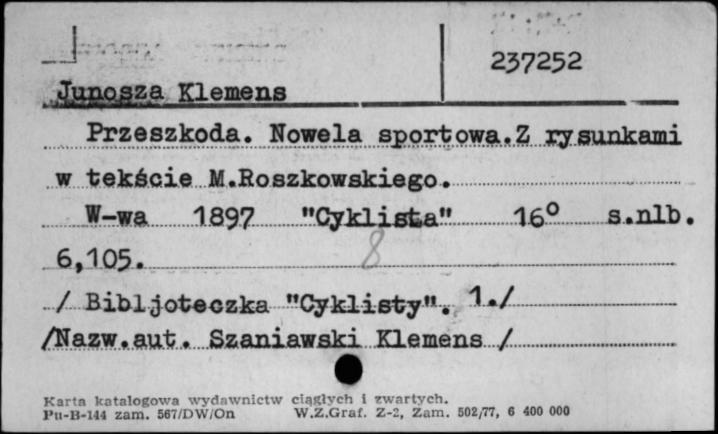 237252
Junosza Klemens
Przeszkoda. Nowela sportowa.Z rysunkami
w tekście M.Roszkowskiego.
W-wa 1897 "Cyklista" 16° s.nlb.
6,105. 8
/ Bibljoteczka "Cyklisty". 1./
/Nazw.aut. Szaniawski Klemens /
Karta katalogowa wydawnictw ciągłych i zwartych.
Pu-B-144 zam. 567/DW/On W.Z.Graf. Z-2, Zam. 502/77, 6 400 000